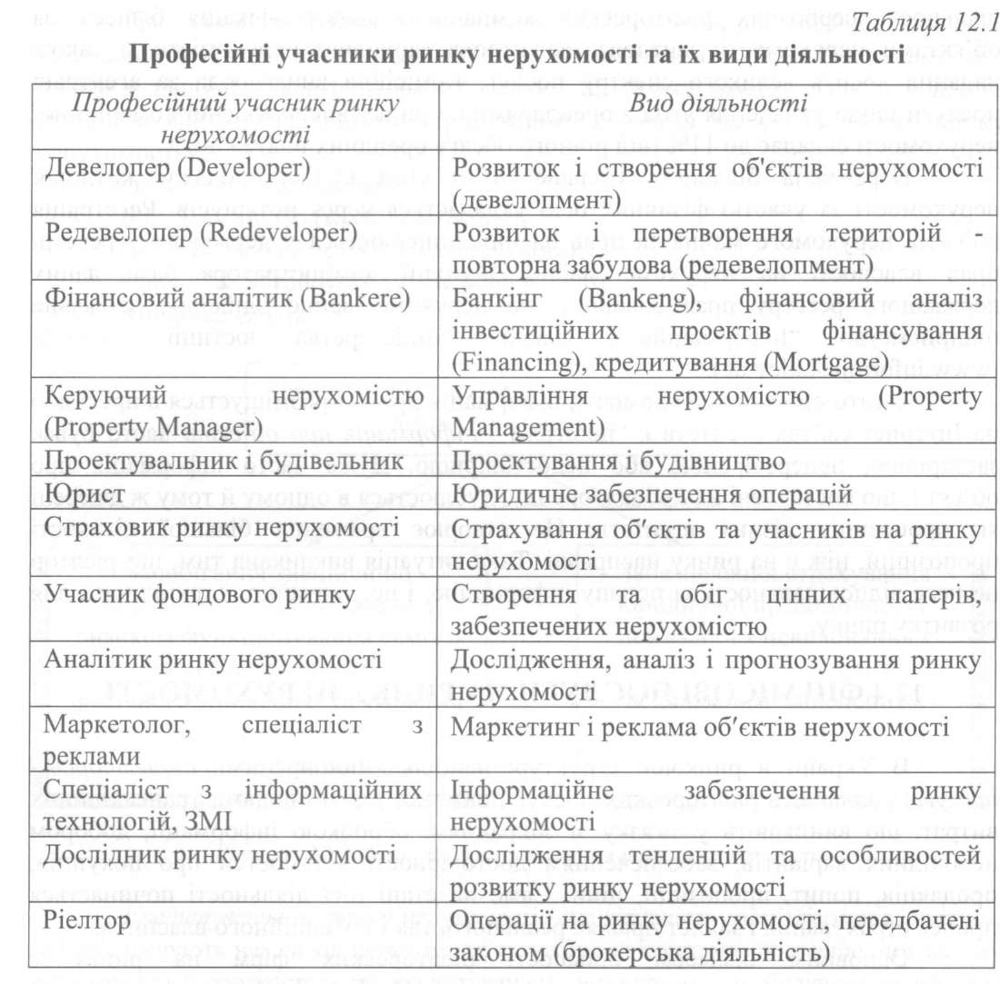 Таблиця 12.1
Професійні учасники ринку нерухомості та їх види діяльності
Професійний учасник ринку
нерухомості
Вид діяльності
Девелопер (Developer)
Розвиток і створення об'єктів нерухомості
(девелопмент)
Редевелопер (Redeveloper)
Розвиток і перетворення територій –
повторна забудова (редевелопмент)
Фінансовий аналітик (Bankere)
Банкінг (Bankeng), фінансовий аналіз
інвестиційних проектів фінансування
(Financing), кредитування (Mortgage)
Керуючий нерухомістю
(Property Manager)
Управління нерухомістю (Property
Management)
Проектувальник і будівельник
Проектування і будівництво
Юрист
Юридичне забезпечення операцій
Страховик ринку нерухомості
Страхування об'єктів та учасників на ринку
нерухомості
Учасник фондового ринку
Створення та обіг цінних паперів,
забезпечених нерухомістю
Аналітик ринку нерухомості
Дослідження, аналіз і прогнозування ринку
нерухомості
Маркетолог, спеціаліст з
реклами
Маркетинг і реклама об'єктів нерухомості
Спеціаліст з інформаційних
технологій, ЗМІ
Інформаційне забезпечення ринку
нерухомості
Дослідник ринку нерухомості
Дослідження тенденцій та особливостей
розвитку ринку нерухомості
Ріелтор
Операції на ринку нерухомості, передбачені
законом (брокерська діяльність)